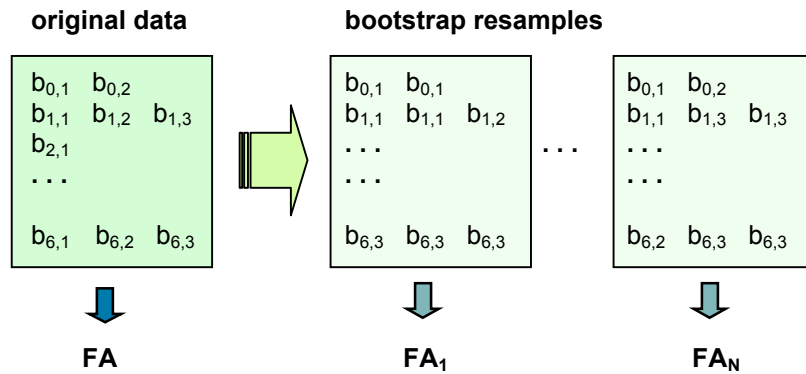 original data
bootstrap resamples
b0,1 b0,2
b1,1 b1,2 b1,3
b2,1
. . .
b6,1 b6,2 b6,3
b0,1 b0,1
b1,1 b1,1 b1,2
. . .
. . .
b6,3 b6,3 b6,3
. . .
b0,1 b0,2
b1,1 b1,3 b1,3
. . .
. . .
b6,2 b6,3 b6,3
FA
FA1
FAN